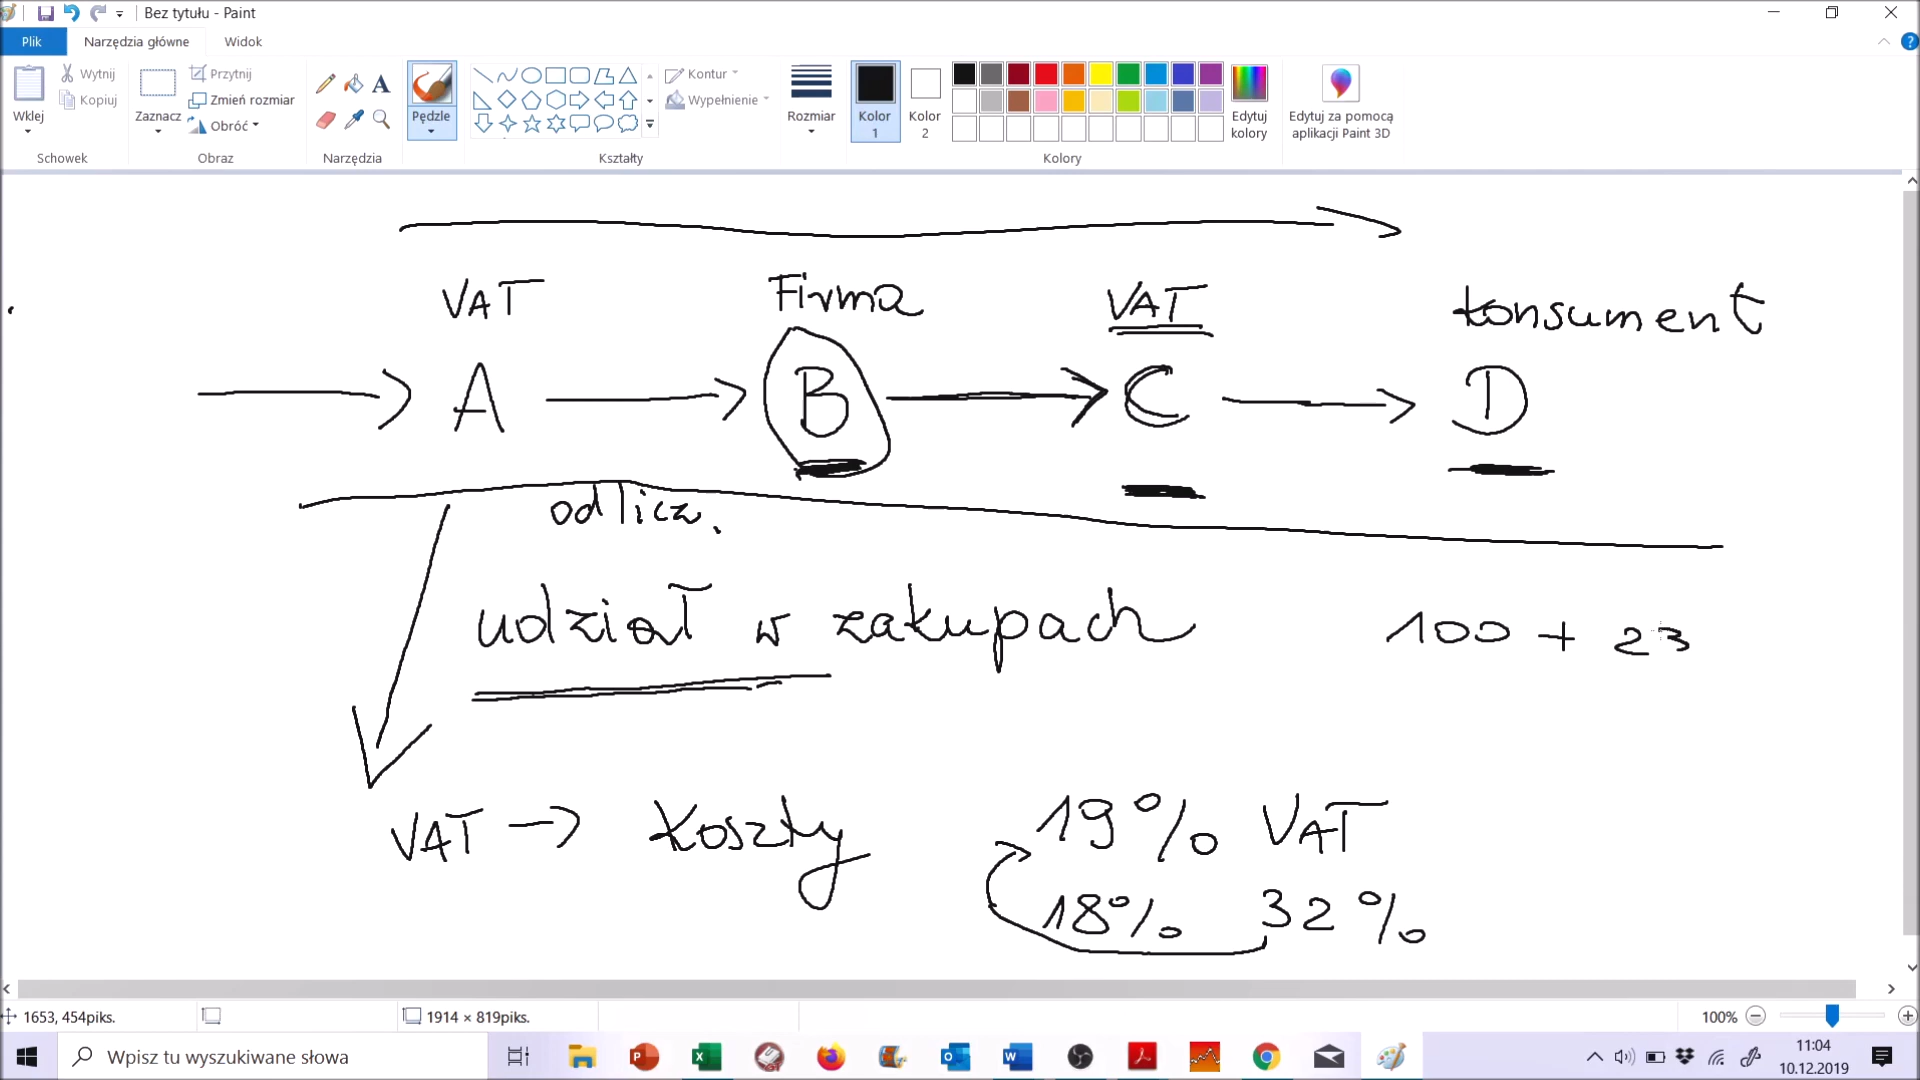 Bez tytułu - Paint
Plik Narzędzia główne Widok
Wklej Wytnij Kopiuj Schowek
Zaznacz Przytnij Zmień rozmiar Obróć Obraz
A Narzędzia
Pędzle
Kształty
Kontur Wypełnienie
Rozmiar
Kolor 1 Kolor 2 Edytuj kolory Kolory
Edytuj za pomocą aplikacji Paint 3D
VAT Firma VAT konsument
A B C D
odlicz.
udział w zakupach 100 + 23
VAT → Koszty 19% VAT
18% 32%
1653, 454piks. 1914 × 819piks. 100%
Wpisz tu wyszukiwane słowa 11:04
10.12.2019